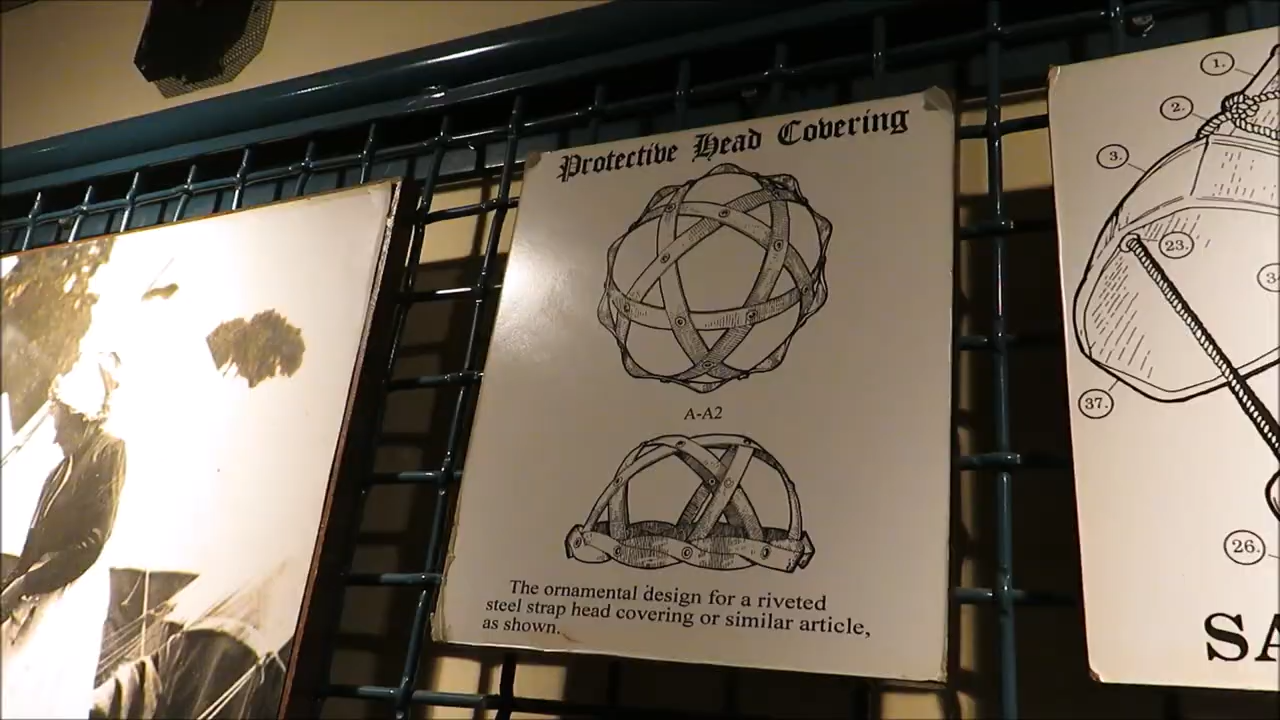 Protective Head Covering
A-A2
The ornamental design for a riveted
steel strap head covering or similar article,
as shown.
1.
2.
3.
23.
37.
26.